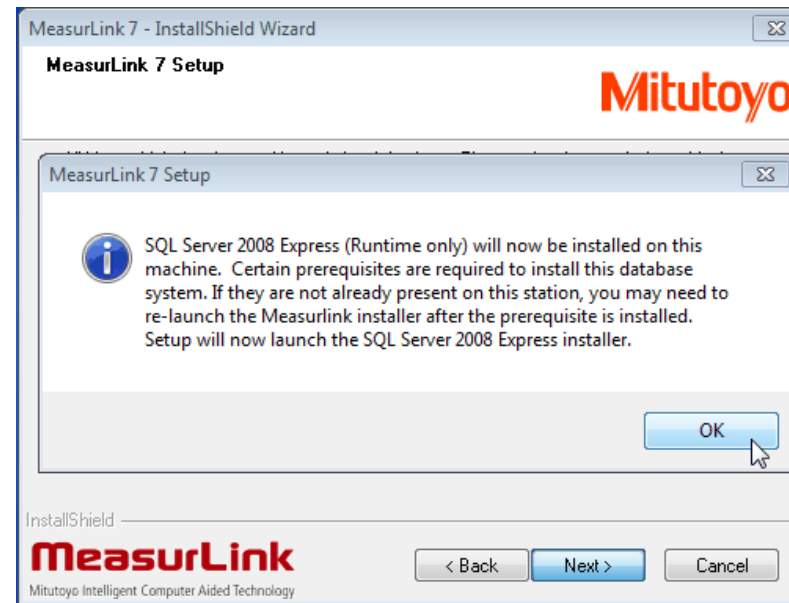 MeasurLink 7 - InstallShield Wizard
MeasurLink 7 Setup
Mitutoyo
MeasurLink 7 Setup
SQL Server 2008 Express (Runtime only) will now be installed on this
machine.  Certain prerequisites are required to install this database
system. If they are not already present on this station, you may need to
re-launch the Measurlink installer after the prerequisite is installed.
Setup will now launch the SQL Server 2008 Express installer.
OK
InstallShield
MeasurLink
Mitutoyo Intelligent Computer Aided Technology
< Back
Next >
Cancel